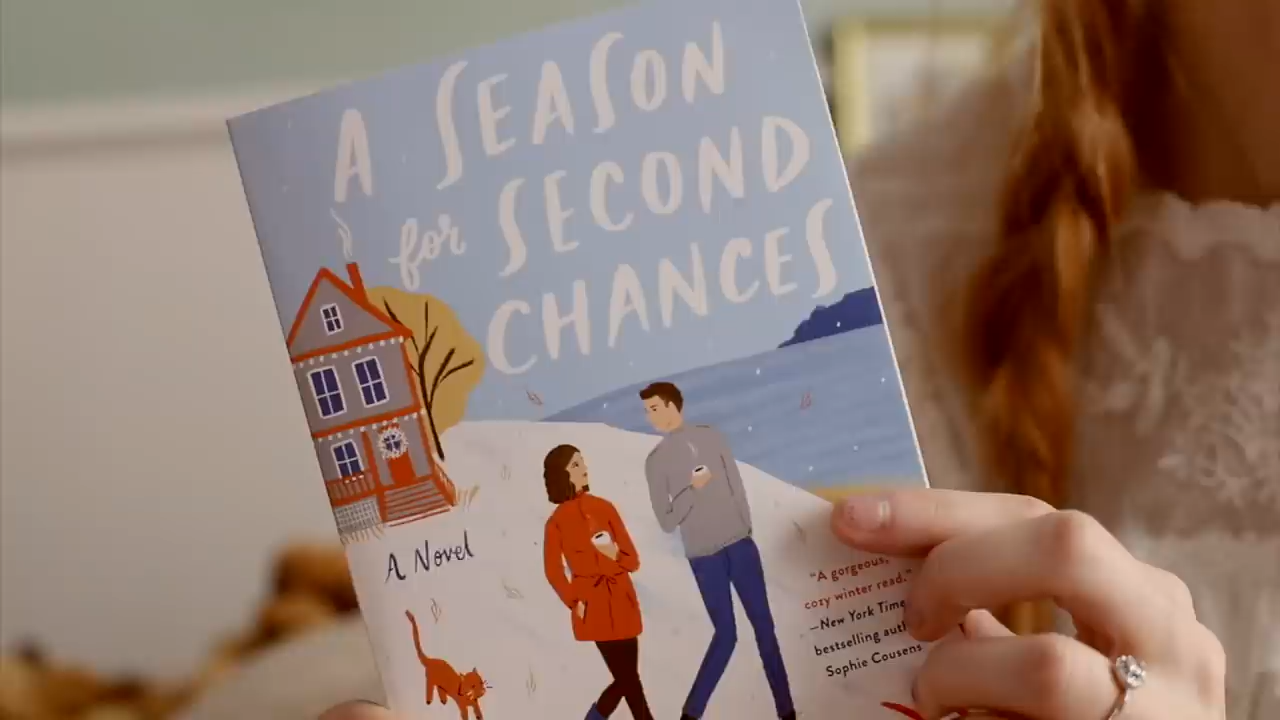 A SEASON
for SECOND
CHANCES
A Novel
"A gorgeous,
cozy winter read."
—New York Time
bestselling auth
Sophie Cousens